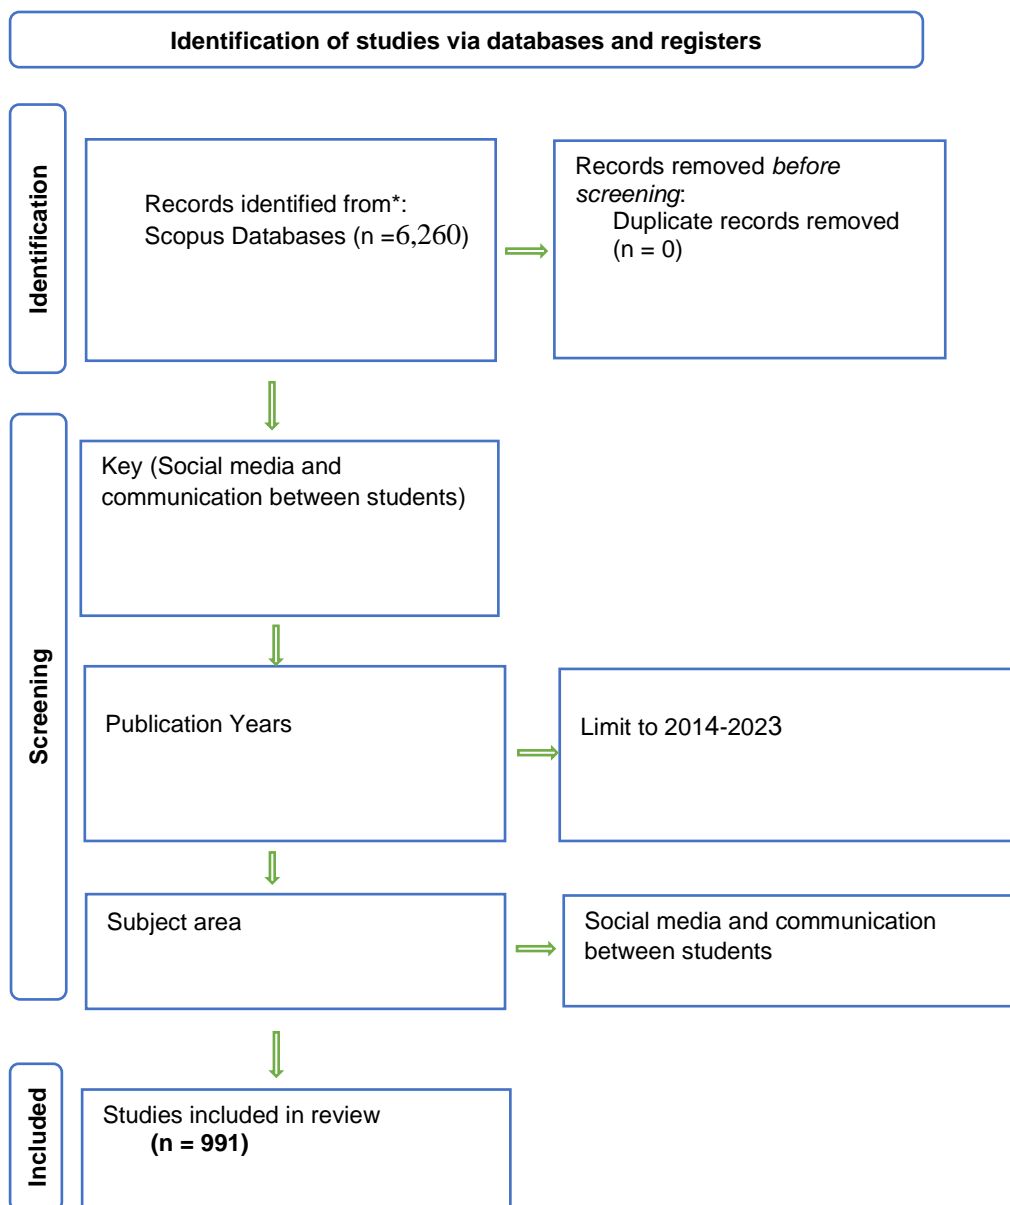 Identification of studies via databases and registers
Identification
Records identified from*:
Scopus Databases (n =6,260)
Records removed before
screening:
Duplicate records removed
(n = 0)
Screening
Key (Social media and
communication between students)
Publication Years
Limit to 2014-2023
Subject area
Social media and communication
between students
Included
Studies included in review
(n = 991)